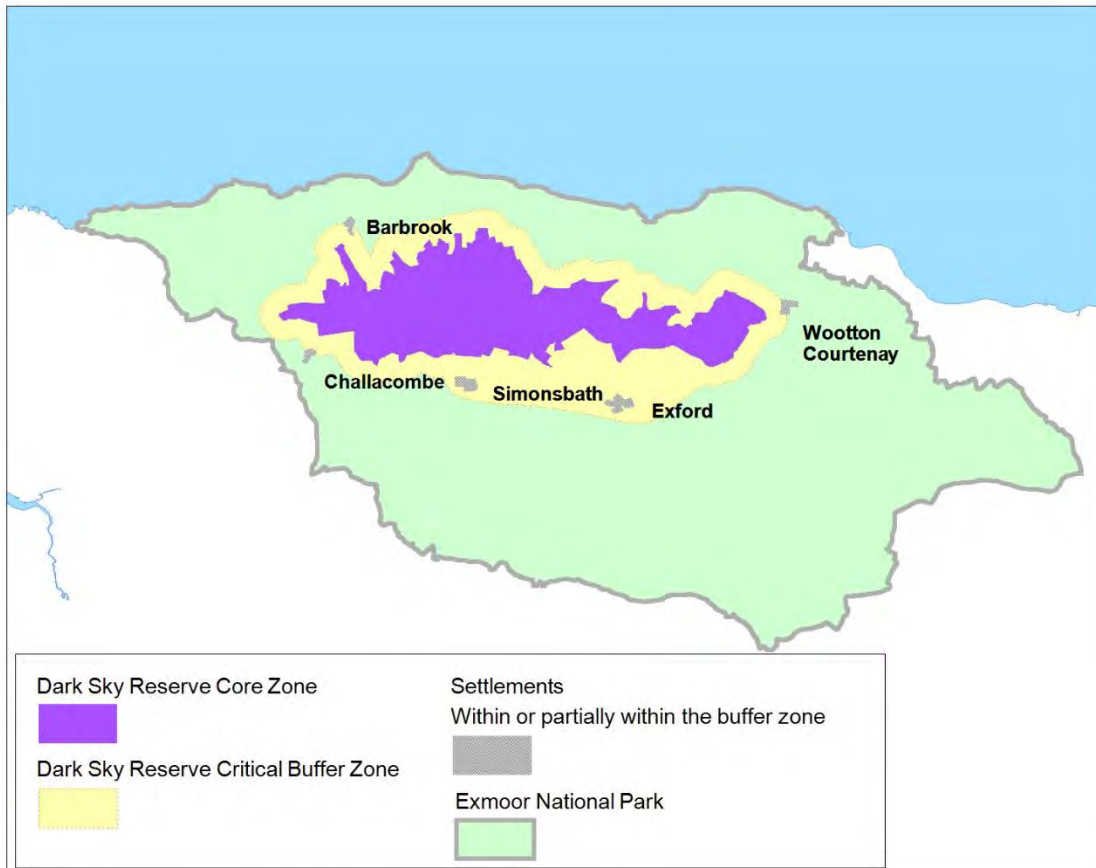 Barbrook
Wootton
Courtenay
Challacombe
Simonsbath
Exford
Dark Sky Reserve Core Zone
Dark Sky Reserve Critical Buffer Zone
Settlements
Within or partially within the buffer zone
Exmoor National Park